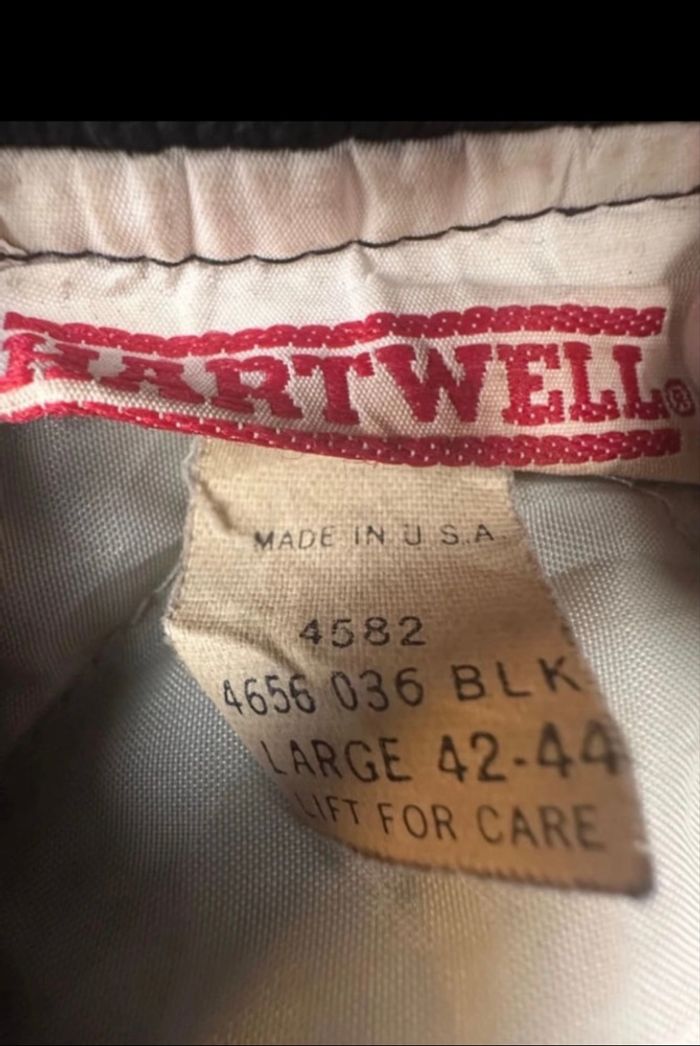 HARTWELL®
MADE IN U.S.A.
4582
4656 036 BLK
LARGE 42-44
LIFT FOR CARE